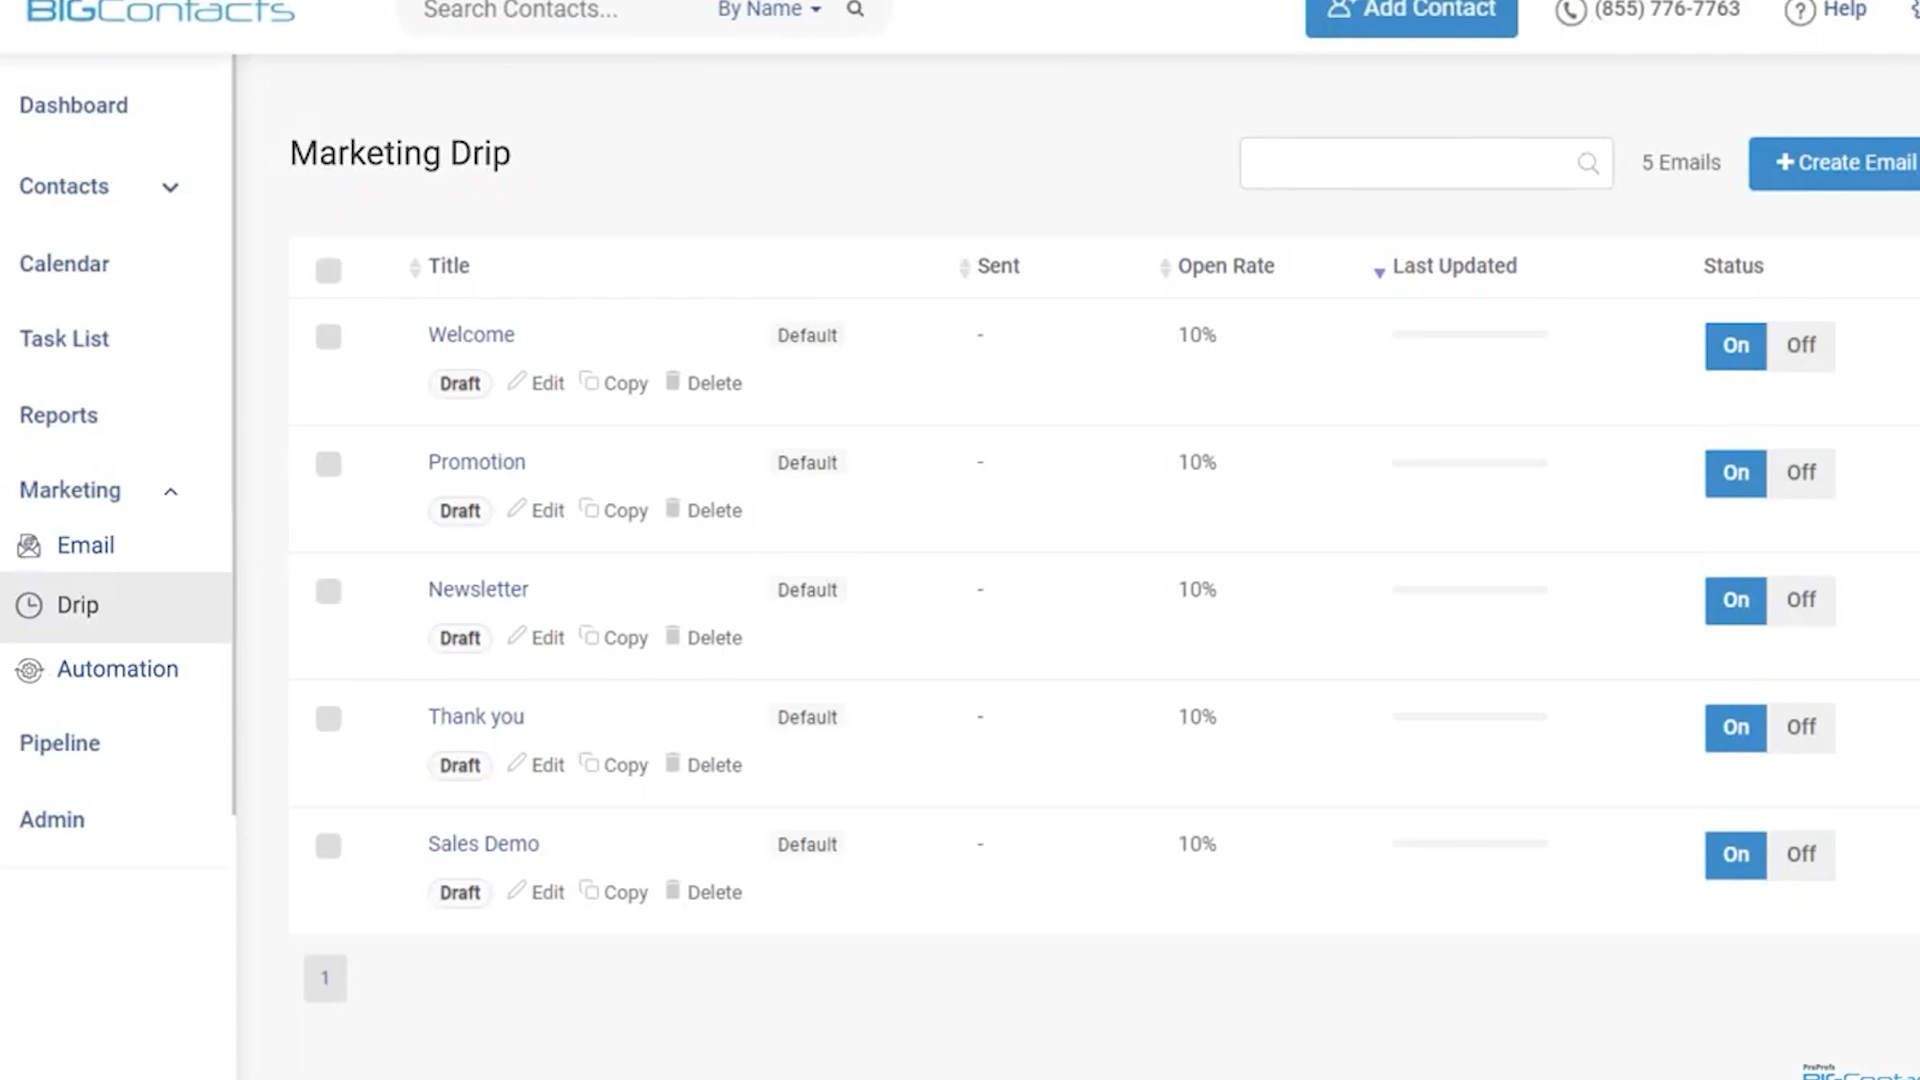 BIGContacts
Search Contacts... By Name
Add Contact
(855) 776-7763
Help
Dashboard
Contacts
Calendar
Task List
Reports
Marketing
Email
Drip
Automation
Pipeline
Admin
Marketing Drip
5 Emails
+ Create Email
Title Sent Open Rate Last Updated Status
Welcome Default - 10% On Off
Draft Edit Copy Delete
Promotion Default - 10% On Off
Draft Edit Copy Delete
Newsletter Default - 10% On Off
Draft Edit Copy Delete
Thank you Default - 10% On Off
Draft Edit Copy Delete
Sales Demo Default - 10% On Off
Draft Edit Copy Delete
1
ProProfs